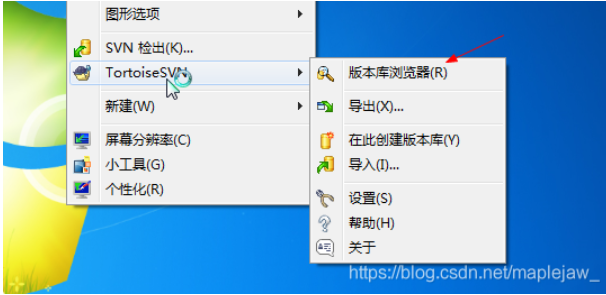 图形选项
SVN 检出(K)...
TortoiseSVN
新建(W)
屏幕分辨率(C)
小工具(G)
个性化(R)
版本库浏览器(R)
导出(X)...
在此创建版本库(Y)
导入(I)...
设置(S)
帮助(H)
关于
https://blog.csdn.net/maplejaw_